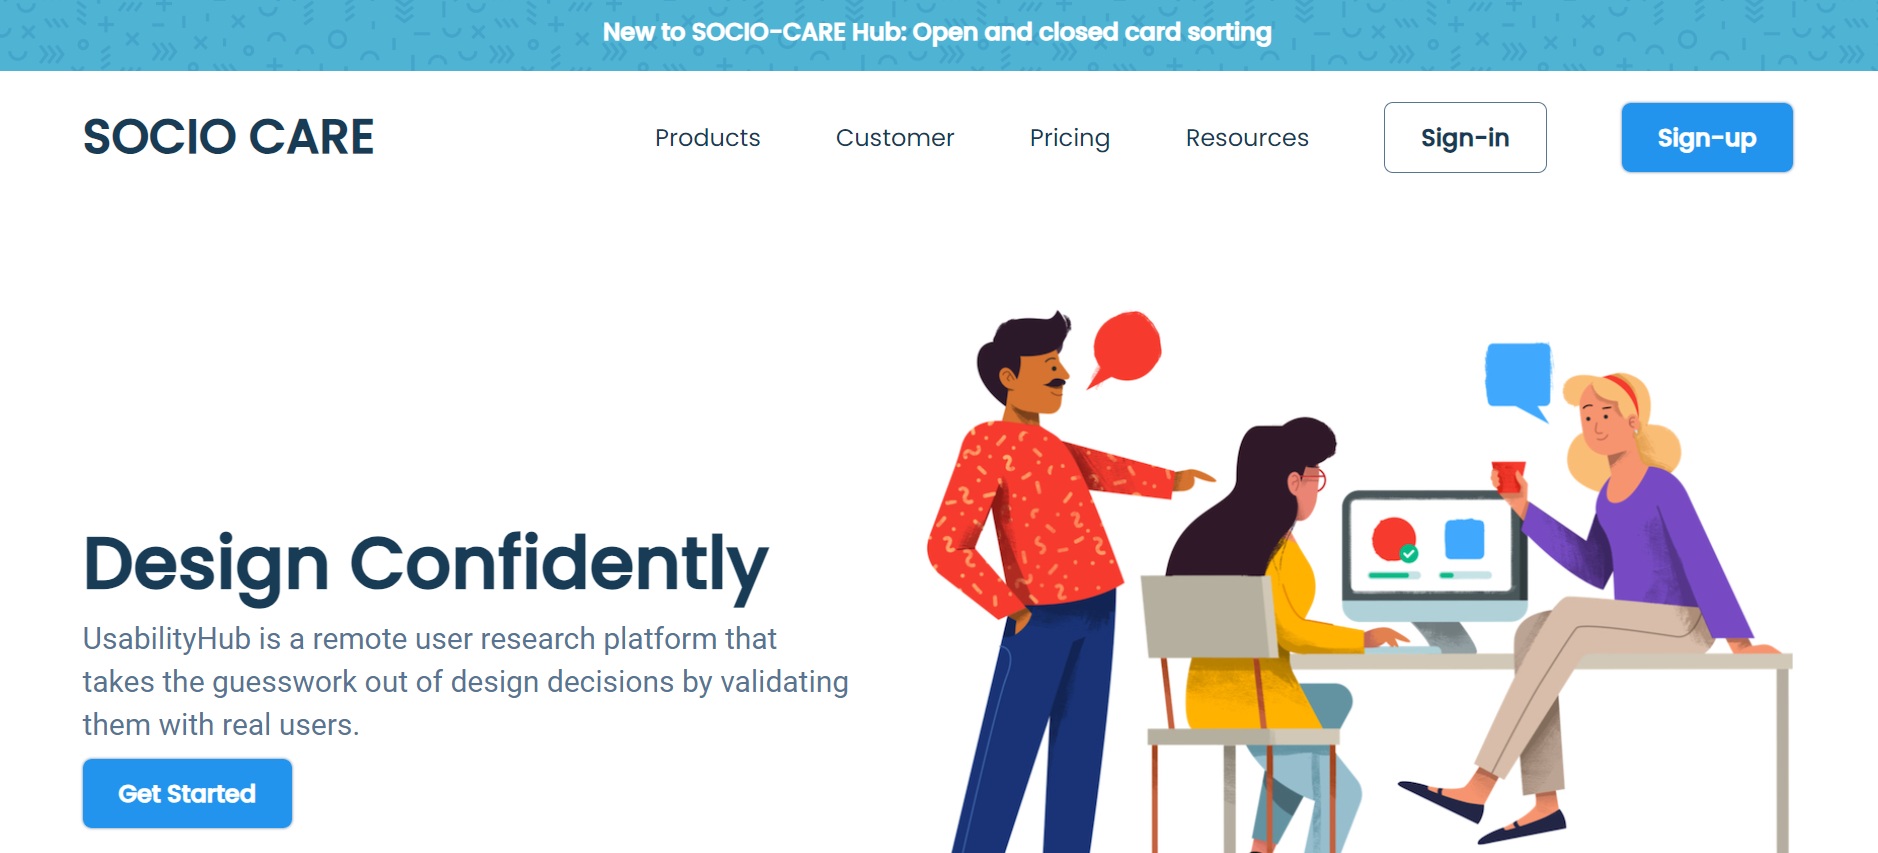 New to SOCIO-CARE Hub: Open and closed card sorting
SOCIO CARE
Products
Customer
Pricing
Resources
Sign-in
Sign-up
Design Confidently
UsabilityHub is a remote user research platform that
takes the guesswork out of design decisions by validating
them with real users.
Get Started